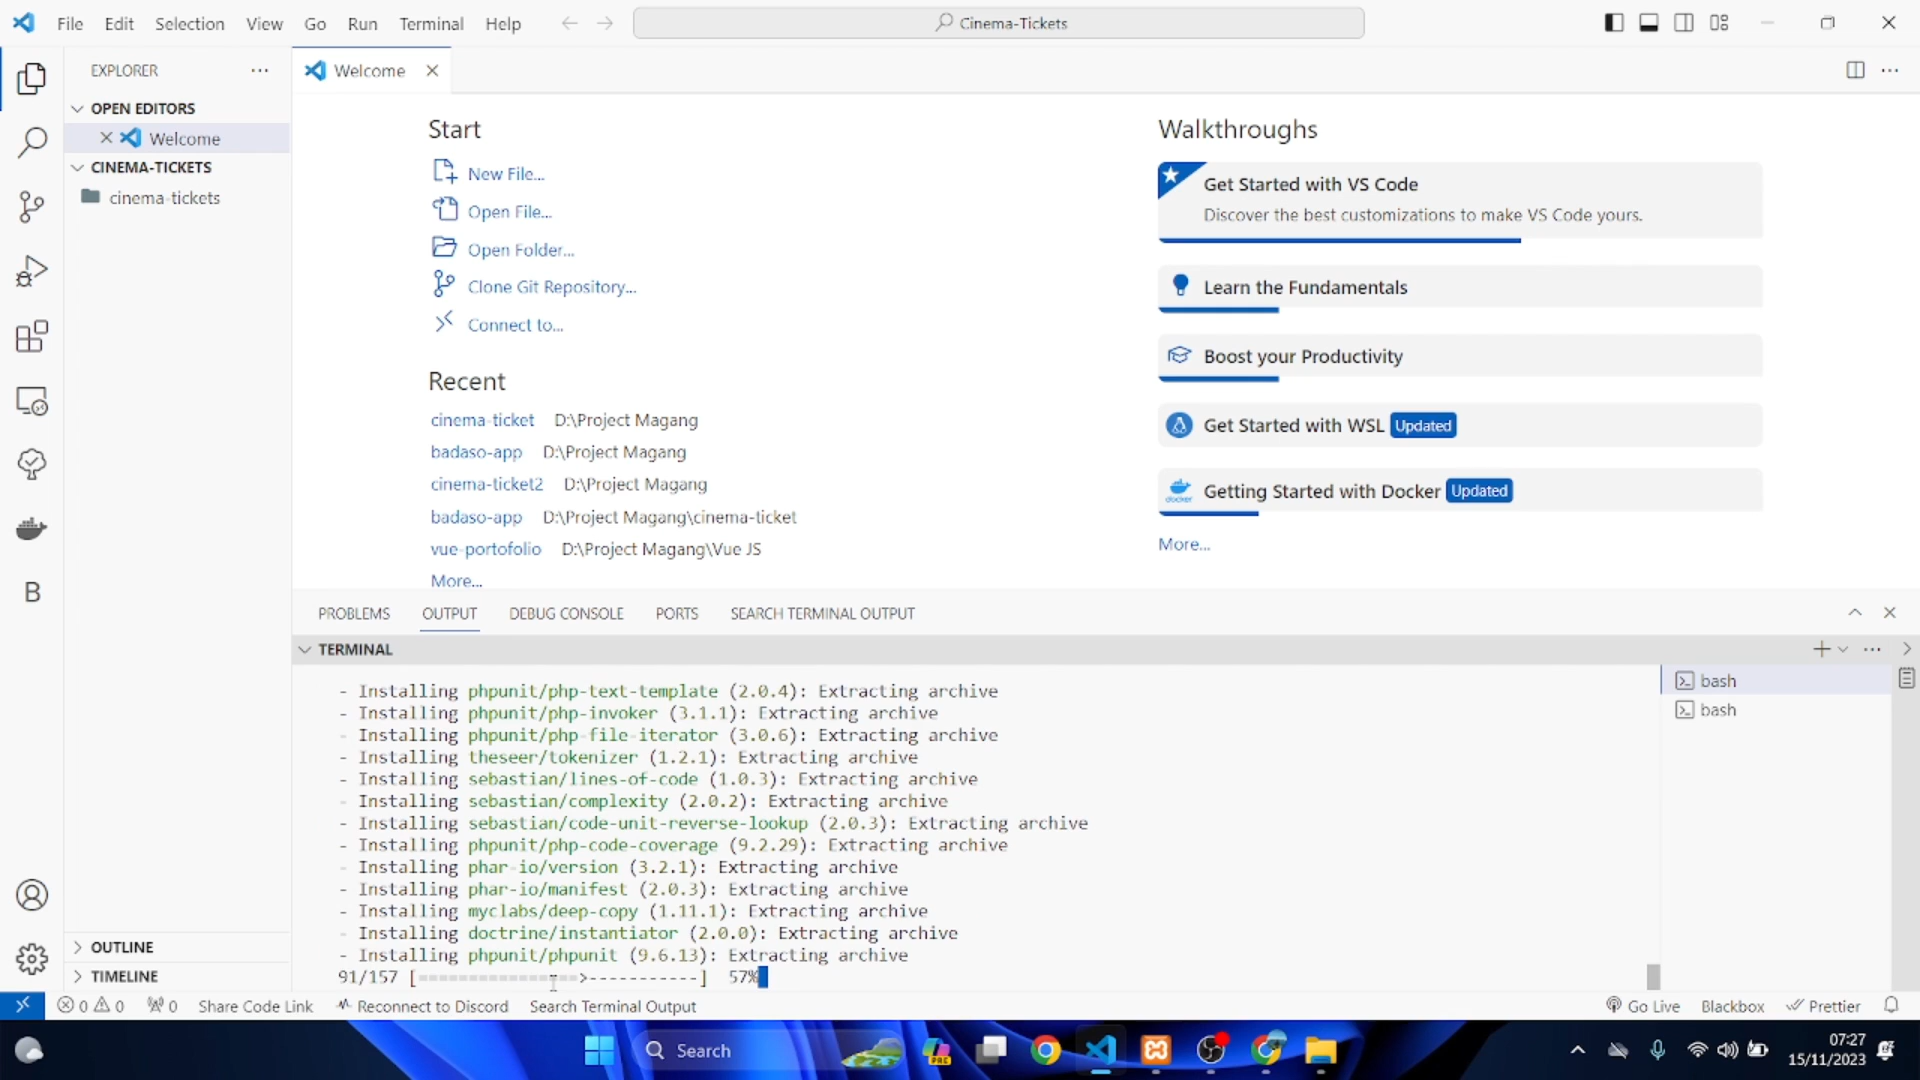 File Edit Selection View Go Run Terminal Help
Cinema-Tickets
EXPLORER
Welcome
OPEN EDITORS
Welcome
CINEMA-TICKETS
cinema-tickets
Start
New File...
Open File...
Open Folder...
Clone Git Repository...
Connect to...
Recent
cinema-ticket D:\Project Magang
badaso-app D:\Project Magang
cinema-ticket2 D:\Project Magang
badaso-app D:\Project Magang\cinema-ticket
vue-portofolio D:\Project Magang\Vue JS
More...
Walkthroughs
Get Started with VS Code
Discover the best customizations to make VS Code yours.
Learn the Fundamentals
Boost your Productivity
Get Started with WSL Updated
Getting Started with Docker Updated
More...
B
PROBLEMS OUTPUT DEBUG CONSOLE PORTS SEARCH TERMINAL OUTPUT
TERMINAL
- Installing phpunit/php-text-template (2.0.4): Extracting archive
- Installing phpunit/php-invoker (3.1.1): Extracting archive
- Installing phpunit/php-file-iterator (3.0.6): Extracting archive
- Installing theseer/tokenizer (1.2.1): Extracting archive
- Installing sebastian/lines-of-code (1.0.3): Extracting archive
- Installing sebastian/complexity (2.0.2): Extracting archive
- Installing sebastian/code-unit-reverse-lookup (2.0.3): Extracting archive
- Installing phpunit/php-code-coverage (9.2.29): Extracting archive
- Installing phar-io/version (3.2.1): Extracting archive
- Installing phar-io/manifest (2.0.3): Extracting archive
- Installing myclabs/deep-copy (1.11.1): Extracting archive
- Installing doctrine/instantiator (2.0.0): Extracting archive
- Installing phpunit/phpunit (9.6.13): Extracting archive
91/157 [================>-----------] 57%
bash
bash
OUTLINE
TIMELINE
0 0 0 Share Code Link Reconnect to Discord Search Terminal Output
Go Live Blackbox Prettier
Search
PRE
07:27
15/11/2023